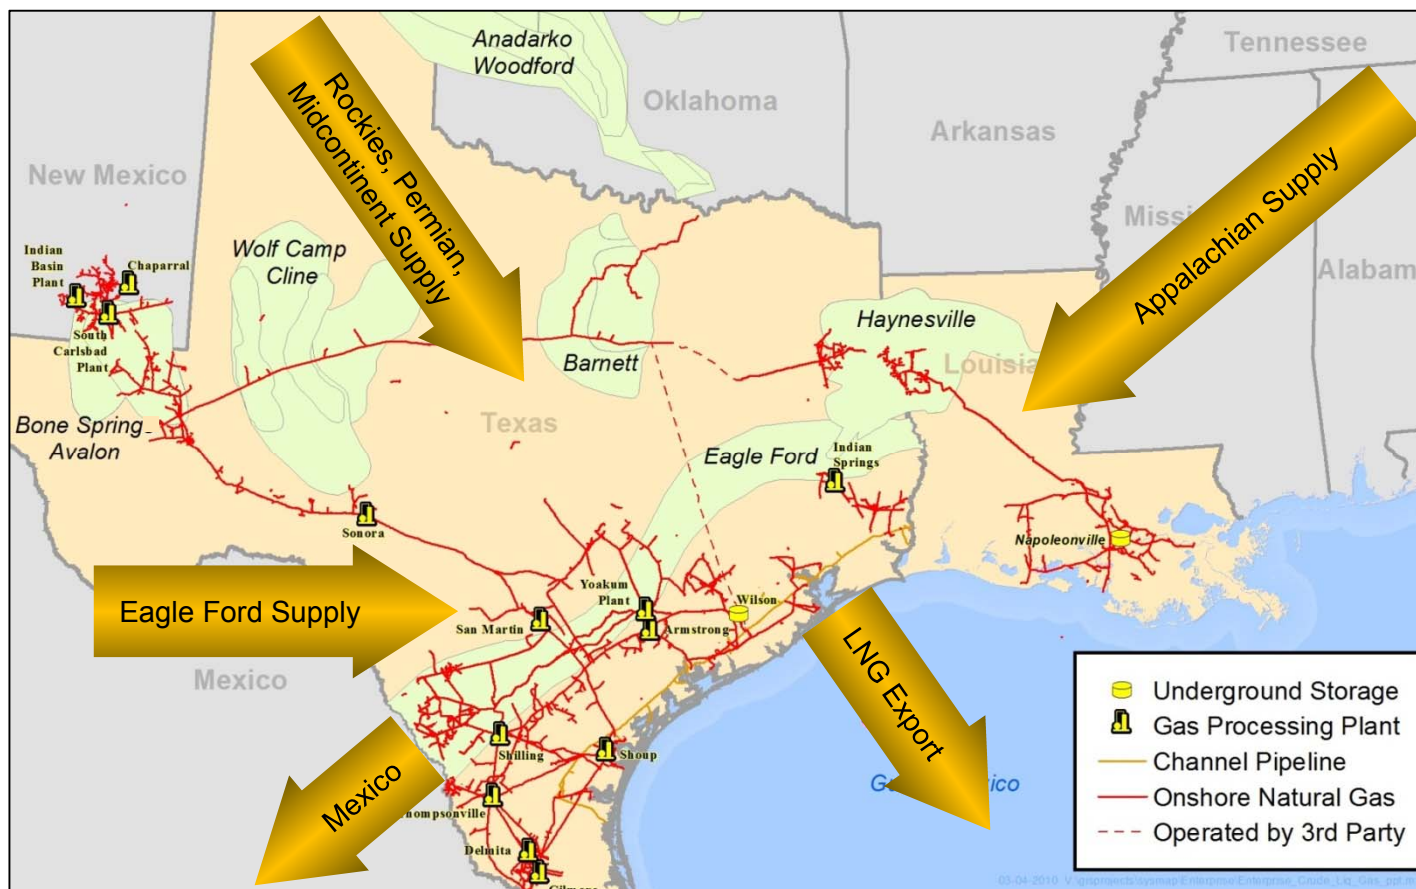 Anadarko
Woodford
Tennessee
Oklahoma
Arkansas
New Mexico
Rockies, Permian,
Midcontinent Supply
Appalachian Supply
Wolf Camp
Cline
Indian
Basin
Plant
Chaparral
South
Carlsbad
Plant
Barnett
Haynesville
Texas
Bone Spring
Avalon
Eagle Ford
Indian
Springs
Sonora
Napoleonville
Yoakum
Plant
Wilson
Eagle Ford Supply
San Martin
Armstrong
Mexico
LNG Export
Shilling
Shoup
Mexico
Delmita
Underground Storage
Gas Processing Plant
Channel Pipeline
Onshore Natural Gas
Operated by 3rd Party